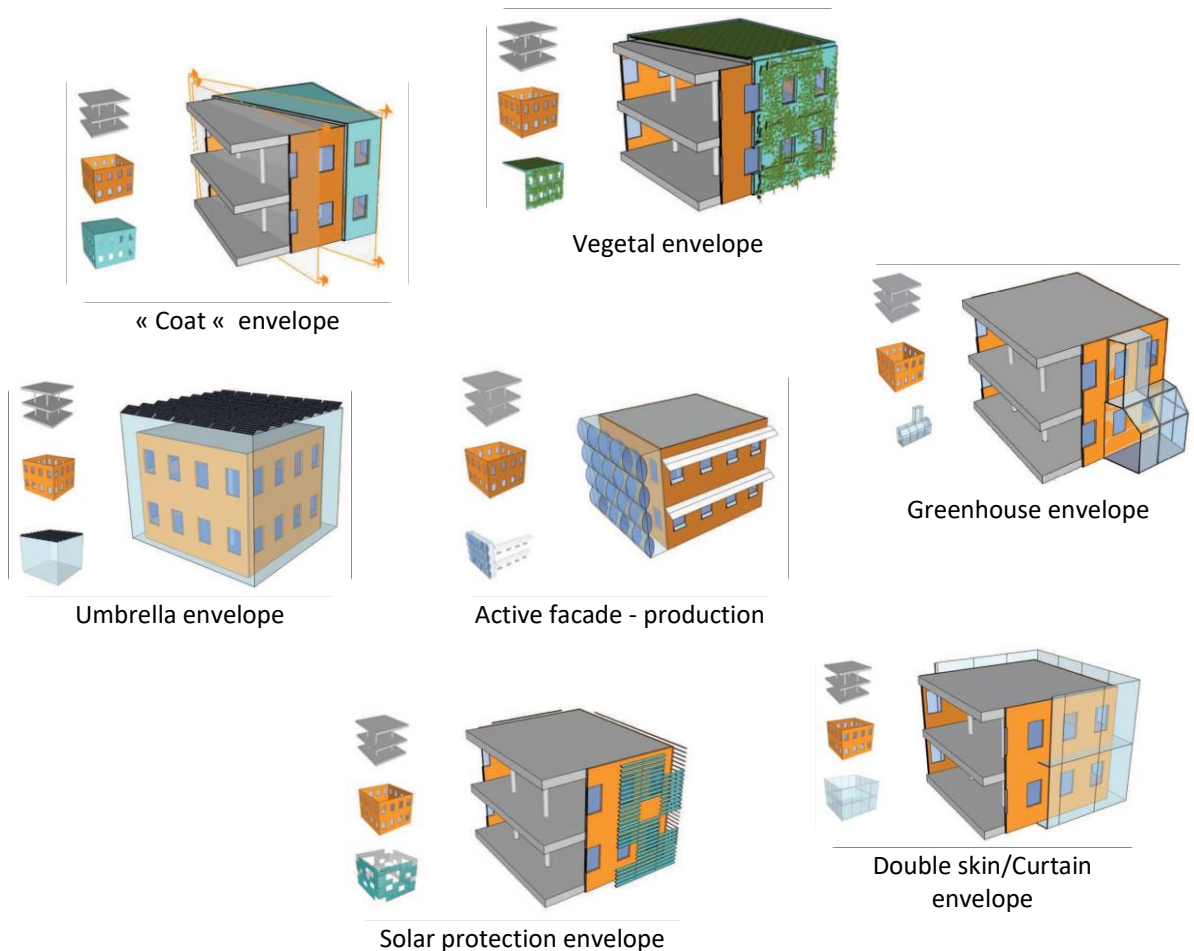 Vegetal envelope
« Coat «  envelope
Greenhouse envelope
Umbrella envelope
Active facade - production
Double skin/Curtain
envelope
Solar protection envelope